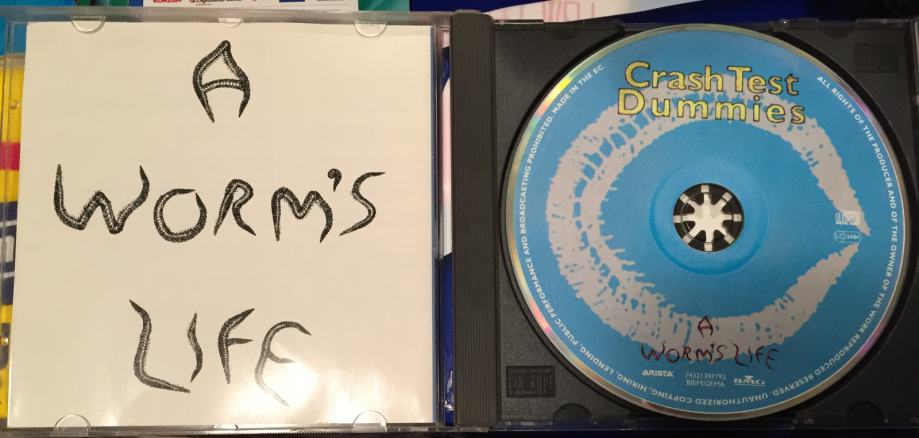 KONZUM
A
WORM'S
LIFE
Crash Test
Dummies
A
WORM'S LIFE
ARISTA
74321397792
BIEM/GEMA
BMG
ALL RIGHTS OF THE PRODUCER AND OF THE OWNER OF THE WORK REPRODUCED RESERVED. UNAUTHORIZED COPYING, HIRING, LENDING, PUBLIC PERFORMANCE AND BROADCASTING PROHIBITED. MADE IN THE EC.